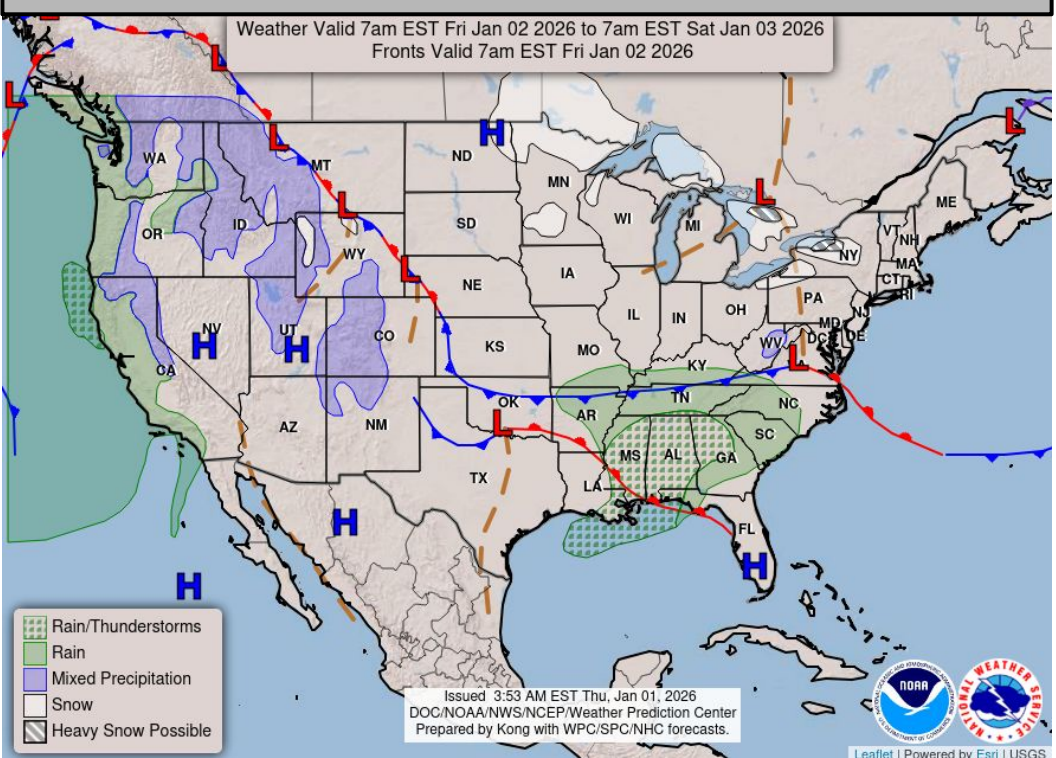 Weather Valid 7am EST Fri Jan 02 2026 to 7am EST Sat Jan 03 2026
Fronts Valid 7am EST Fri Jan 02 2026
L
L
L
L
H
L
L
WA
MT
ND
MN
ME
OR
ID
L
WY
SD
WI
MI
L
VT
NH
NY
MA
CT
RI
L
NE
IA
PA
NJ
NV
H
UT
H
CO
KS
MO
IL
IN
OH
WV
MD
DC
DE
L
CA
KY
AZ
NM
OK
L
AR
TN
NC
SC
TX
MS
AL
GA
LA
H
FL
H
H
Rain/Thunderstorms
Rain
Mixed Precipitation
Snow
Heavy Snow Possible
Issued 3:53 AM EST Thu, Jan 01, 2026
DOC/NOAA/NWS/NCEP/Weather Prediction Center
Prepared by Kong with WPC/SPC/NHC forecasts.
NOAA
NATIONAL WEATHER SERVICE
Leaflet | Powered by Esri | USGS